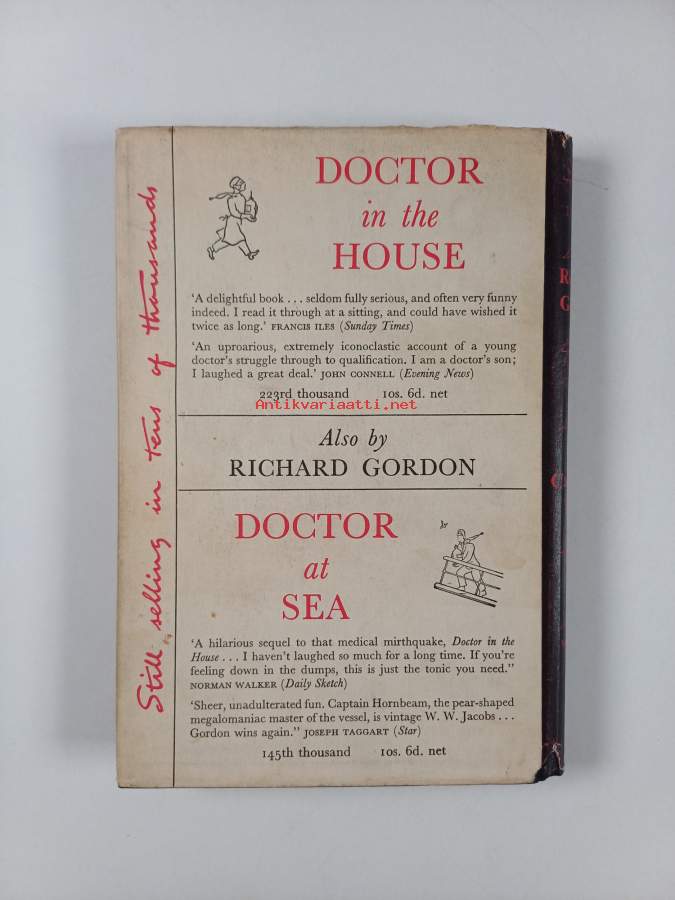 Still selling in tens of thousands
DOCTOR
in the
HOUSE
'A delightful book . . . seldom fully serious, and often very funny
indeed. I read it through at a sitting, and could have wished it
twice as long.' FRANCIS ILES (Sunday Times)
'An uproarious, extremely iconoclastic account of a young
doctor's struggle through to qualification. I am a doctor's son;
I laughed a great deal.' JOHN CONNELL (Evening News)
223rd thousand 10s. 6d. net
Antikvariaatti.net
Also by
RICHARD GORDON
DOCTOR
at
SEA
'A hilarious sequel to that medical mirthquake, Doctor in the
House . . . I haven't laughed so much for a long time. If you're
feeling down in the dumps, this is just the tonic you need."
NORMAN WALKER (Daily Sketch)
'Sheer, unadulterated fun. Captain Hornbeam, the pear-shaped
megalomaniac master of the vessel, is vintage W. W. Jacobs . . .
Gordon wins again." JOSEPH TAGGART (Star)
145th thousand 10s. 6d. net